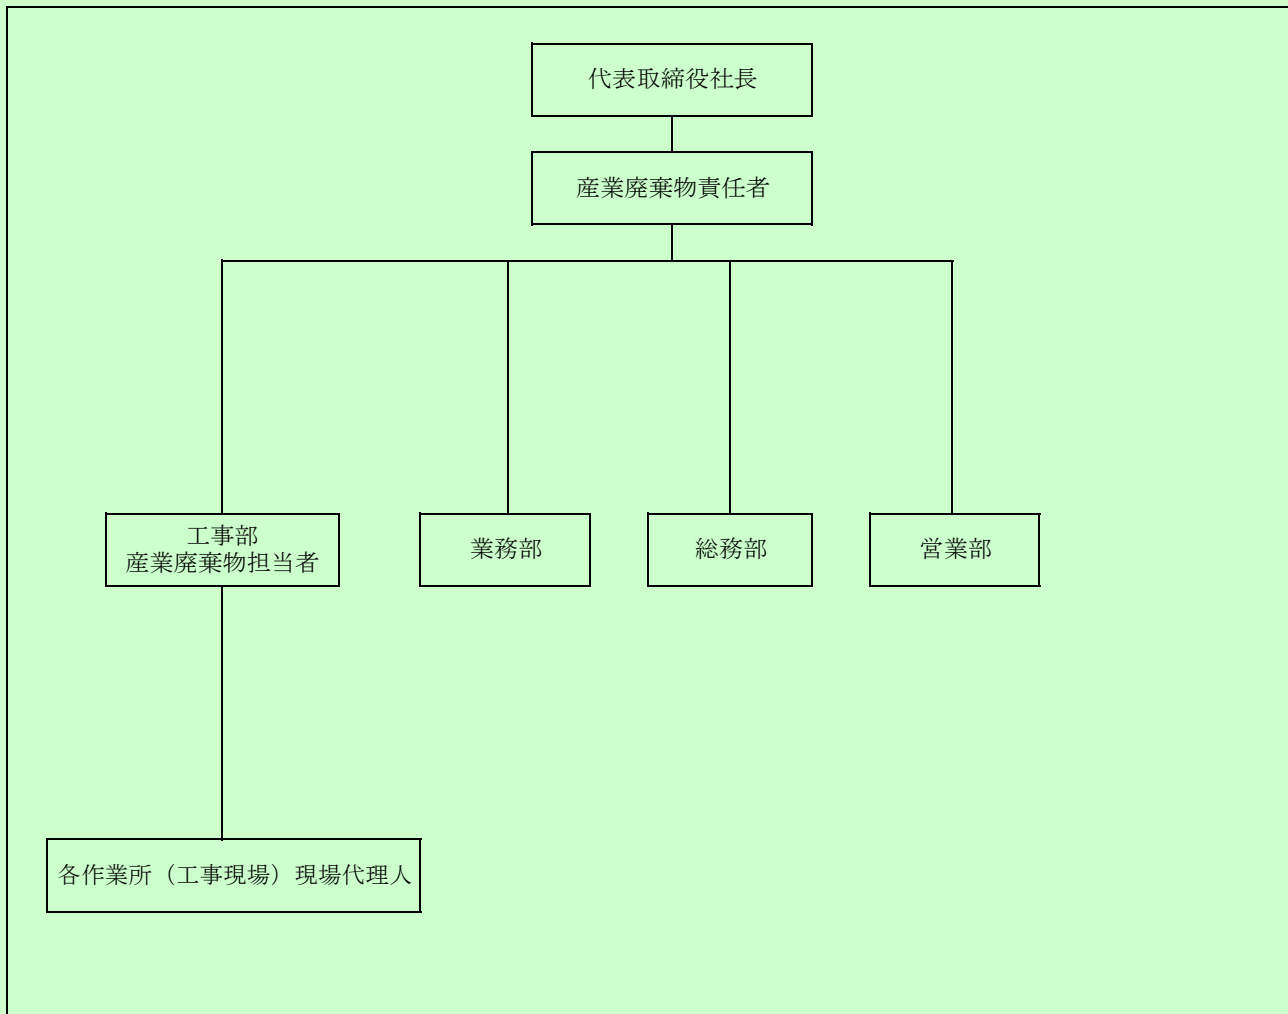 代表取締役社長
産業廃棄物責任者
工事部
産業廃棄物担当者
業務部
総務部
営業部
各作業所（工事現場）現場代理人